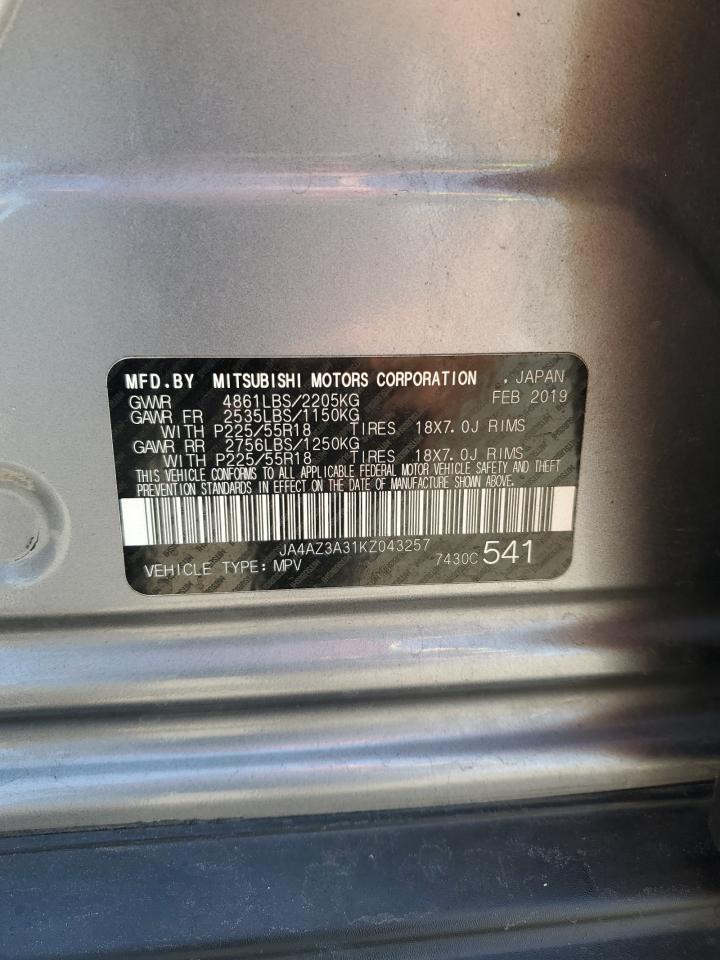 MFD.BY MITSUBISHI MOTORS CORPORATION . JAPAN
GVWR 4861LBS/2205KG FEB 2019
GAWR FR 2535LBS/1150KG
WITH P225/55R18 TIRES 18X7.0J RIMS
GAWR RR 2756LBS/1250KG
WITH P225/55R18 TIRES 18X7.0J RIMS
THIS VEHICLE CONFORMS TO ALL APPLICABLE FEDERAL MOTOR VEHICLE SAFETY AND THEFT
PREVENTION STANDARDS IN EFFECT ON THE DATE OF MANUFACTURE SHOWN ABOVE.
JA4AZ3A31KZ043257
VEHICLE TYPE: MPV 7430C 541